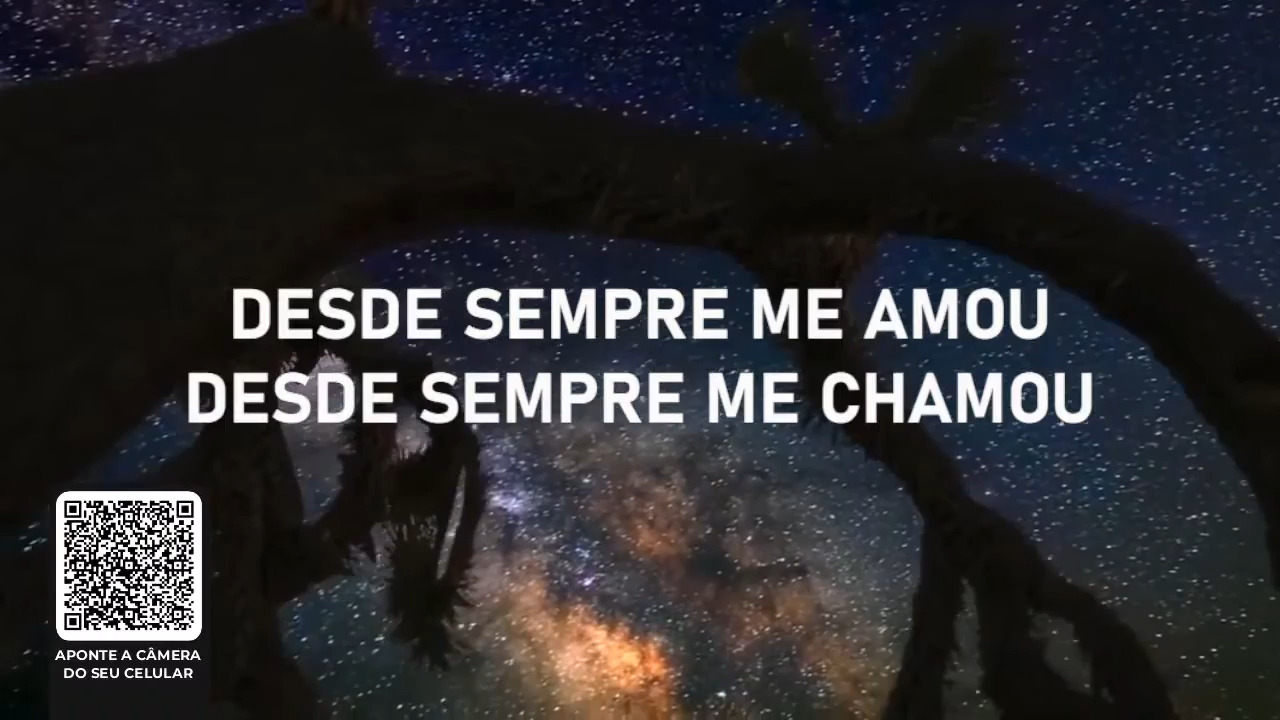 DESDE SEMPRE ME AMOU
DESDE SEMPRE ME CHAMOU
APONTE A CÂMERA
DO SEU CELULAR